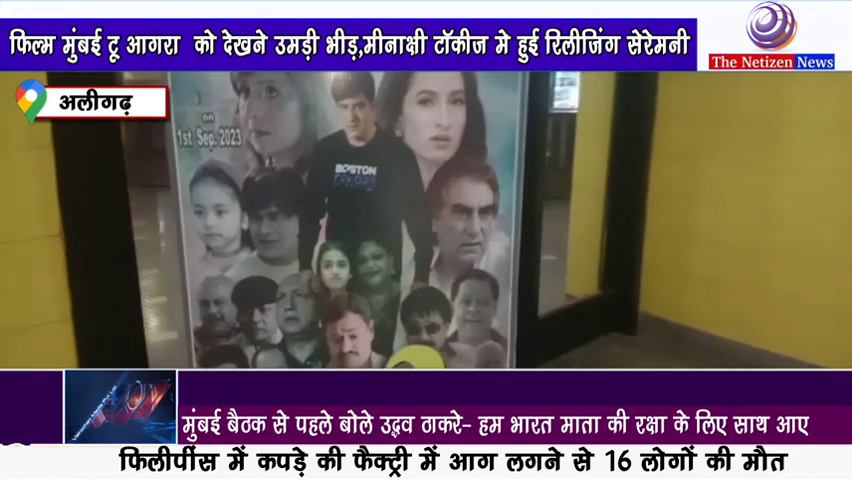 फिल्म मुंबई टू आगरा को देखने उमड़ी भीड़,मीनाक्षी टॉकीज मे हुई रिलीजिंग सेरेमनी
The Netizen News
अलीगढ़
on
1st Sep. 2023
BOSTON
मुंबई बैठक से पहले बोले उद्धव ठाकरे- हम भारत माता की रक्षा के लिए साथ आए
फिलीपींस में कपड़े की फैक्ट्री में आग लगने से 16 लोगों की मौत